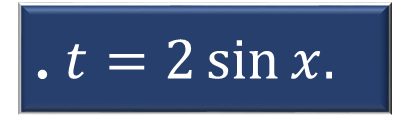 . t = 2 sin x.